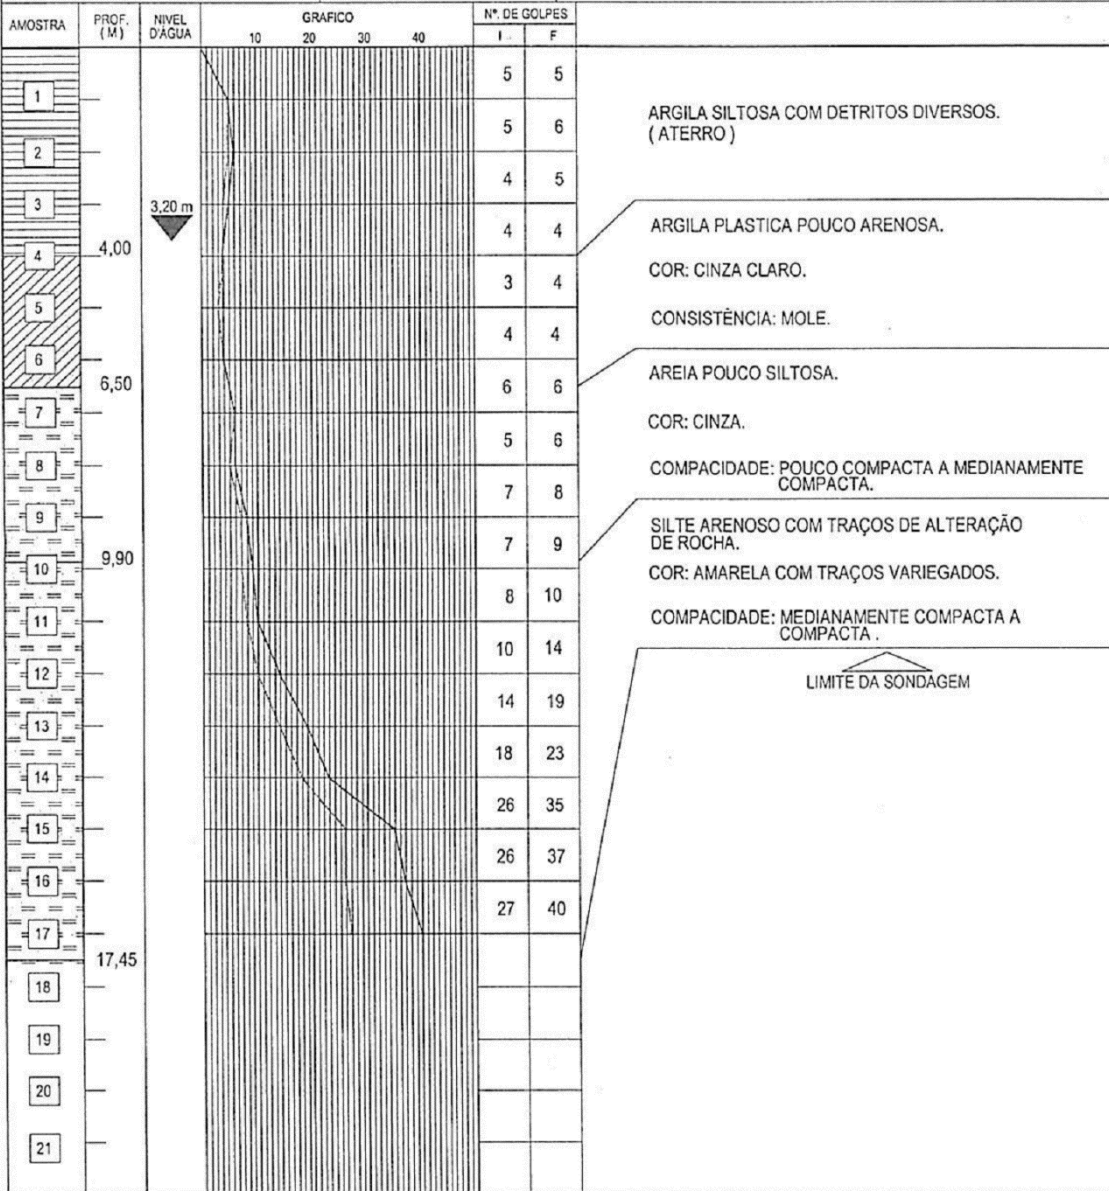 AMOSTRA
PROF. (M)
NIVEL D'ÁGUA
GRAFICO
10 20 30 40
Nº. DE GOLPES
I F
1
2
3
4
5
6
7
8
9
10
11
12
13
14
15
16
17
18
19
20
21
4,00
6,50
9,90
17,45
3,20 m
5 5
5 6
4 5
4 4
3 4
4 4
6 6
5 6
7 8
7 9
8 10
10 14
14 19
18 23
26 35
26 37
27 40
ARGILA SILTOSA COM DETRITOS DIVERSOS.
( ATERRO )
ARGILA PLASTICA POUCO ARENOSA.
COR: CINZA CLARO.
CONSISTÊNCIA: MOLE.
AREIA POUCO SILTOSA.
COR: CINZA.
COMPACIDADE: POUCO COMPACTA A MEDIANAMENTE
COMPACTA.
SILTE ARENOSO COM TRAÇOS DE ALTERAÇÃO
DE ROCHA.
COR: AMARELA COM TRAÇOS VARIEGADOS.
COMPACIDADE: MEDIANAMENTE COMPACTA A
COMPACTA .
LIMITE DA SONDAGEM